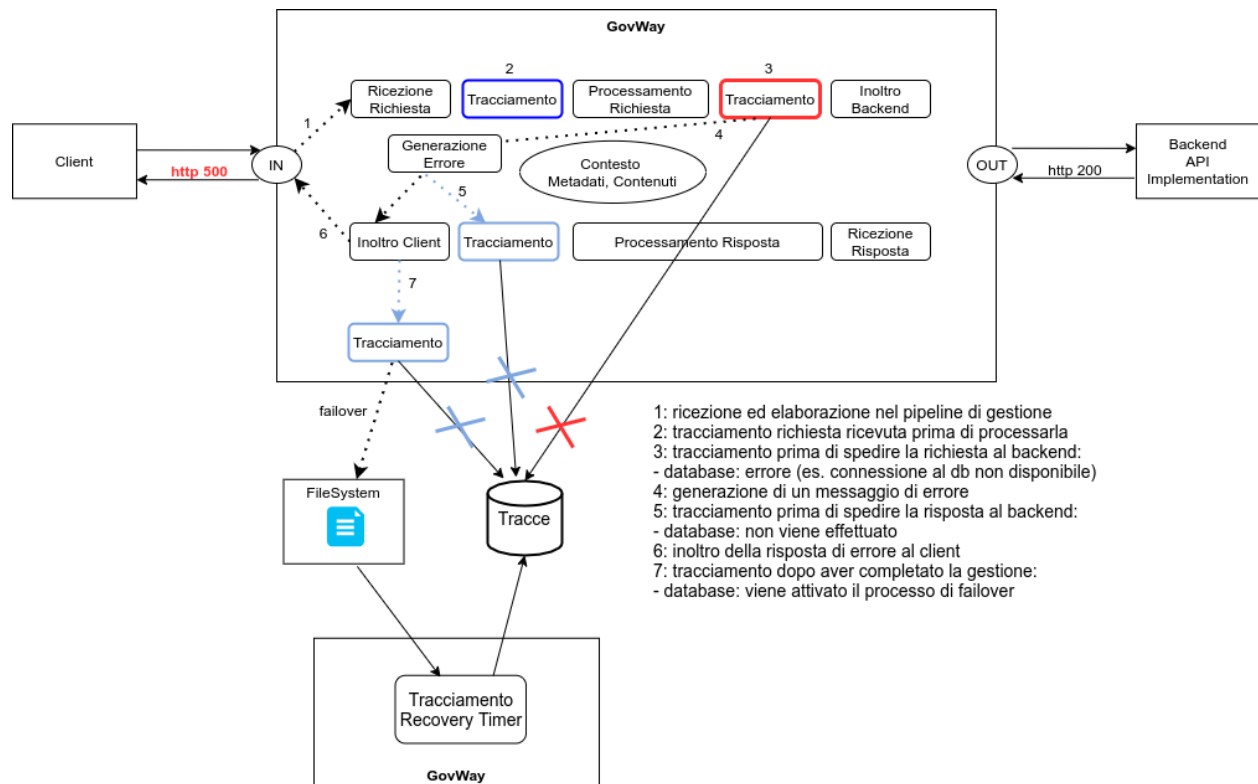 GovWay
2
3
Ricezione
Richiesta
Tracciamento
Processamento
Richiesta
Tracciamento
Inoltro
Backend
1
4
Client
http 500
IN
Generazione
Errore
Contesto
Metadati, Contenuti
OUT
http 200
Backend
API
Implementation
5
6
Inoltro Client
Tracciamento
Processamento Risposta
Ricezione
Risposta
7
Tracciamento
failover
1: ricezione ed elaborazione nel pipeline di gestione
2: tracciamento richiesta ricevuta prima di processarla
3: tracciamento prima di spedire la richiesta al backend:
- database: errore (es. connessione al db non disponibile)
4: generazione di un messaggio di errore
5: tracciamento prima di spedire la risposta al backend:
- database: non viene effettuato
6: inoltro della risposta di errore al client
7: tracciamento dopo aver completato la gestione:
- database: viene attivato il processo di failover
FileSystem
Tracce
Tracciamento
Recovery Timer
GovWay